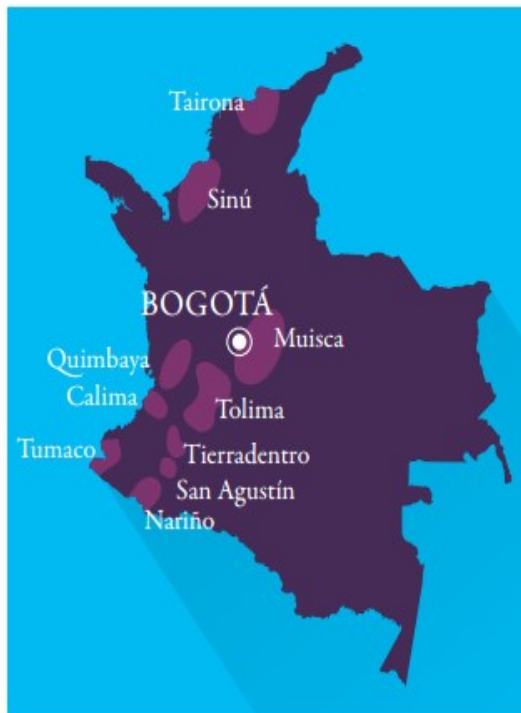 Tairona
Sinú
BOGOTÁ
Muisca
Quimbaya
Calima
Tolima
Tumaco
Tierradentro
San Agustín
Nariño